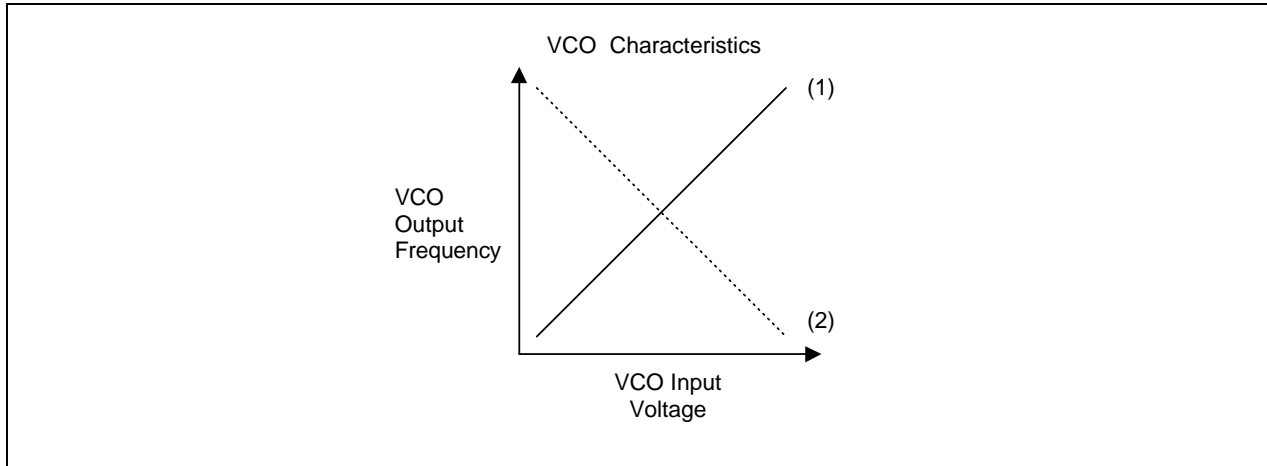 VCO Characteristics
(1)
VCO
Output
Frequency
(2)
VCO Input
Voltage